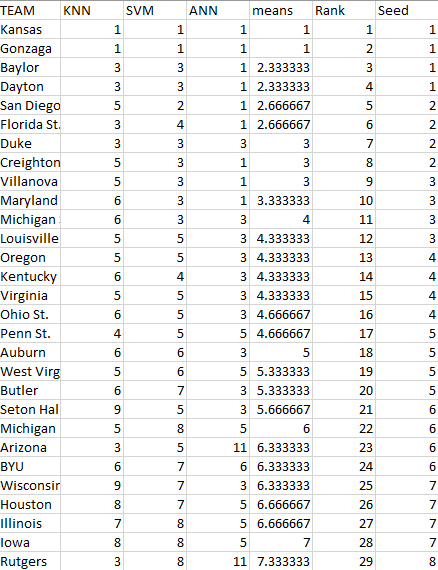 TEAM KNN SVM ANN means Rank Seed
Kansas 1 1 1 1 1 1
Gonzaga 1 1 1 1 2 1
Baylor 3 3 1 2.333333 3 1
Dayton 3 3 1 2.333333 4 1
San Diego 5 2 1 2.666667 5 2
Florida St. 3 4 1 2.666667 6 2
Duke 3 3 3 3 7 2
Creighton 5 3 1 3 8 2
Villanova 5 3 1 3 9 3
Maryland 6 3 1 3.333333 10 3
Michigan 6 3 3 4 11 3
Louisville 5 5 3 4.333333 12 3
Oregon 5 5 3 4.333333 13 4
Kentucky 6 4 3 4.333333 14 4
Virginia 5 5 3 4.333333 15 4
Ohio St. 6 5 3 4.666667 16 4
Penn St. 4 5 5 4.666667 17 5
Auburn 6 6 3 5 18 5
West Virg 5 6 5 5.333333 19 5
Butler 6 7 3 5.333333 20 5
Seton Hal 9 5 3 5.666667 21 6
Michigan 5 8 5 6 22 6
Arizona 3 5 11 6.333333 23 6
BYU 6 7 6 6.333333 24 6
Wisconsin 9 7 3 6.333333 25 7
Houston 8 7 5 6.666667 26 7
Illinois 7 8 5 6.666667 27 7
Iowa 8 8 5 7 28 7
Rutgers 3 8 11 7.333333 29 8